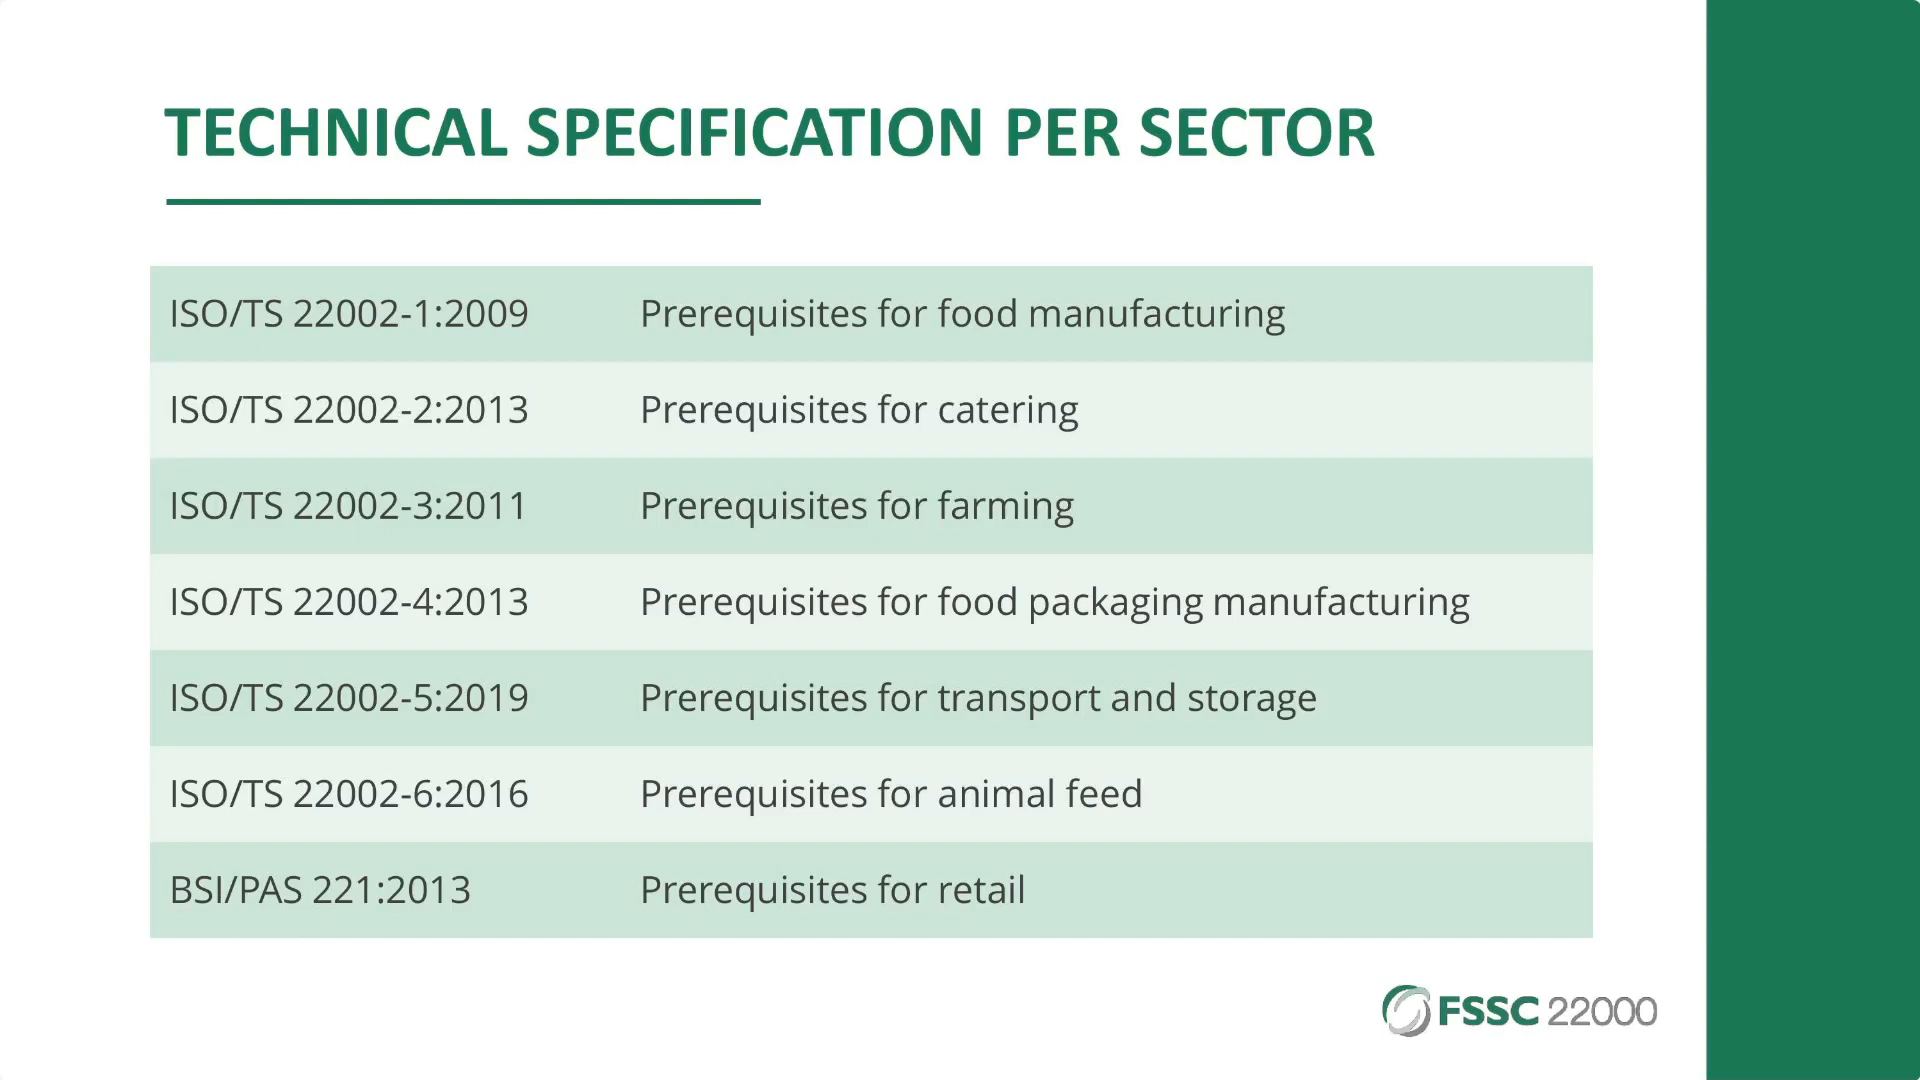 TECHNICAL SPECIFICATION PER SECTOR
ISO/TS 22002-1:2009 Prerequisites for food manufacturing
ISO/TS 22002-2:2013 Prerequisites for catering
ISO/TS 22002-3:2011 Prerequisites for farming
ISO/TS 22002-4:2013 Prerequisites for food packaging manufacturing
ISO/TS 22002-5:2019 Prerequisites for transport and storage
ISO/TS 22002-6:2016 Prerequisites for animal feed
BSI/PAS 221:2013 Prerequisites for retail
FSSC 22000